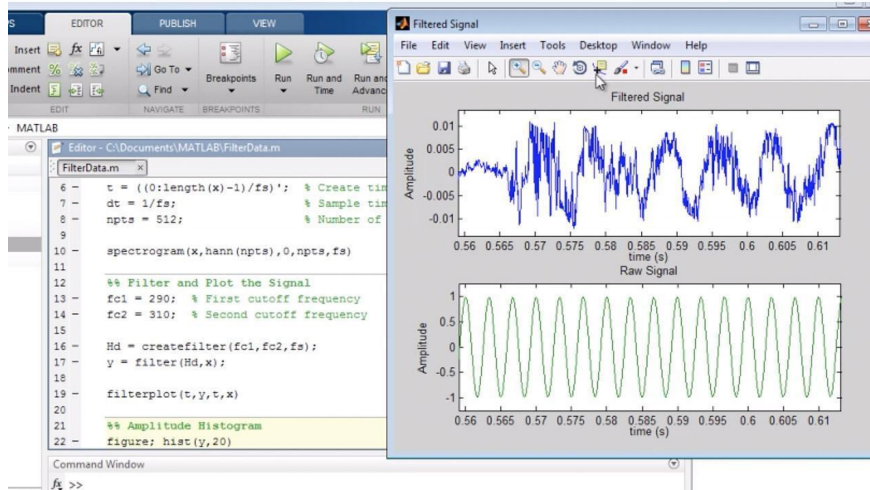 S EDITOR PUBLISH VIEW
Insert fx
Comment %
Indent
Go To
Find
Breakpoints
Run
Run and Time
Run and Advance
EDIT NAVIGATE BREAKPOINTS RUN
MATLAB
Editor - C:\Documents\MATLAB\FilterData.m
FilterData.m ×
6 – t = ((0:length(x)-1)/fs)'; % Create tim
7 – dt = 1/fs; % Sample tim
8 – npts = 512; % Number of
9
10 – spectrogram(x,hann(npts),0,npts,fs)
11
12 %% Filter and Plot the Signal
13 – fc1 = 290; % First cutoff frequency
14 – fc2 = 310; % Second cutoff frequency
15
16 – Hd = createfilter(fc1,fc2,fs);
17 – y = filter(Hd,x);
18
19 – filterplot(t,y,t,x)
20
21 %% Amplitude Histogram
22 – figure; hist(y,20)
Command Window
fx >>
Filtered Signal
File Edit View Insert Tools Desktop Window Help
Filtered Signal
Amplitude
0.01
0.005
0
-0.005
-0.01
0.56 0.565 0.57 0.575 0.58 0.585 0.59 0.595 0.6 0.605 0.61
time (s)
Raw Signal
Amplitude
1
0.5
0
-0.5
-1
0.56 0.565 0.57 0.575 0.58 0.585 0.59 0.595 0.6 0.605 0.61
time (s)